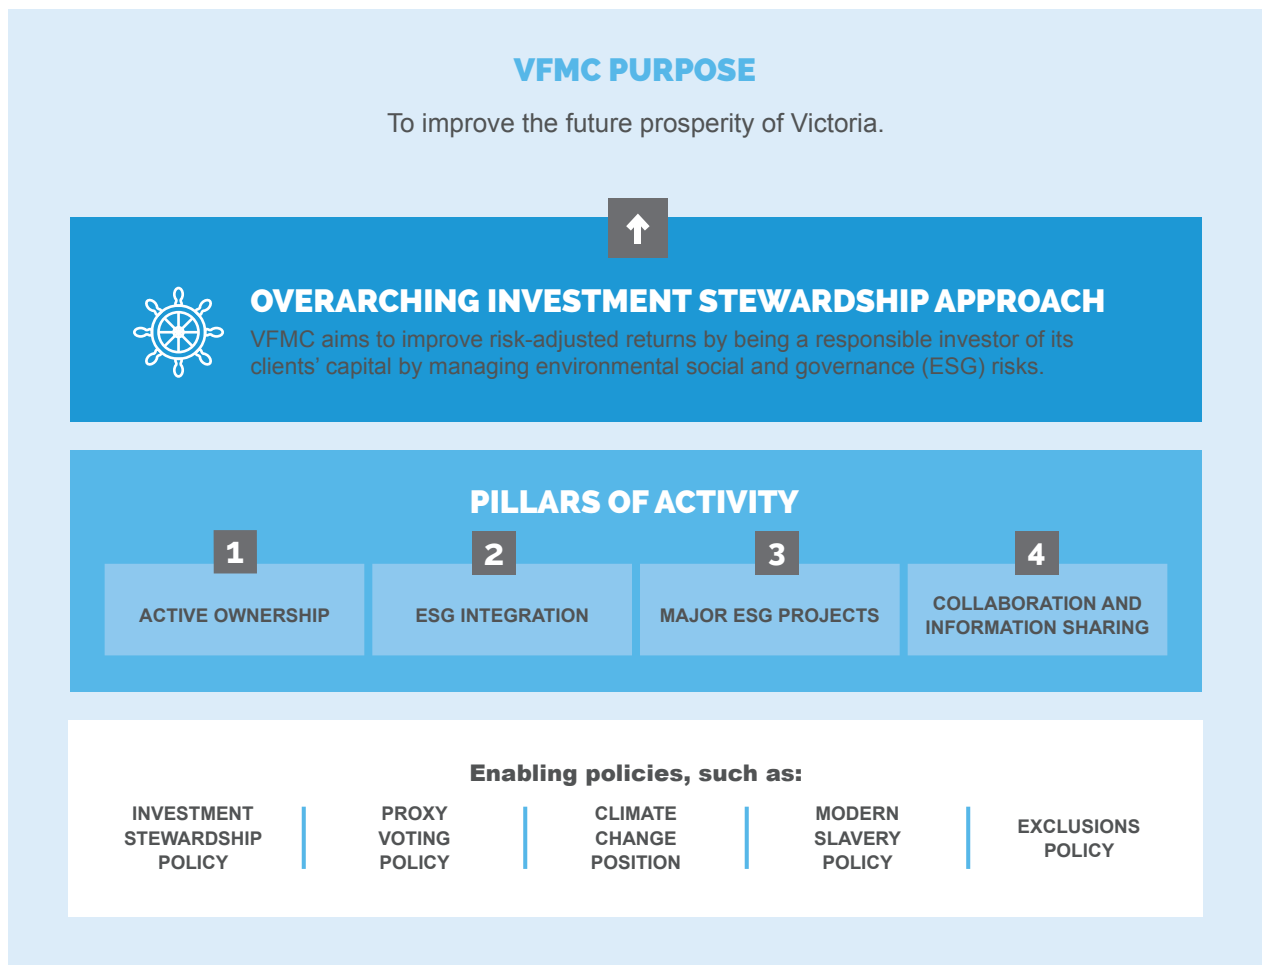 VFMC PURPOSE
To improve the future prosperity of Victoria.
OVERARCHING INVESTMENT STEWARDSHIP APPROACH
VFMC aims to improve risk-adjusted returns by being a responsible investor of its
clients’ capital by managing environmental social and governance (ESG) risks.
PILLARS OF ACTIVITY
1
ACTIVE OWNERSHIP
2
ESG INTEGRATION
3
MAJOR ESG PROJECTS
4
COLLABORATION AND
INFORMATION SHARING
Enabling policies, such as:
INVESTMENT
STEWARDSHIP
POLICY
PROXY
VOTING
POLICY
CLIMATE
CHANGE
POSITION
MODERN
SLAVERY
POLICY
EXCLUSIONS
POLICY